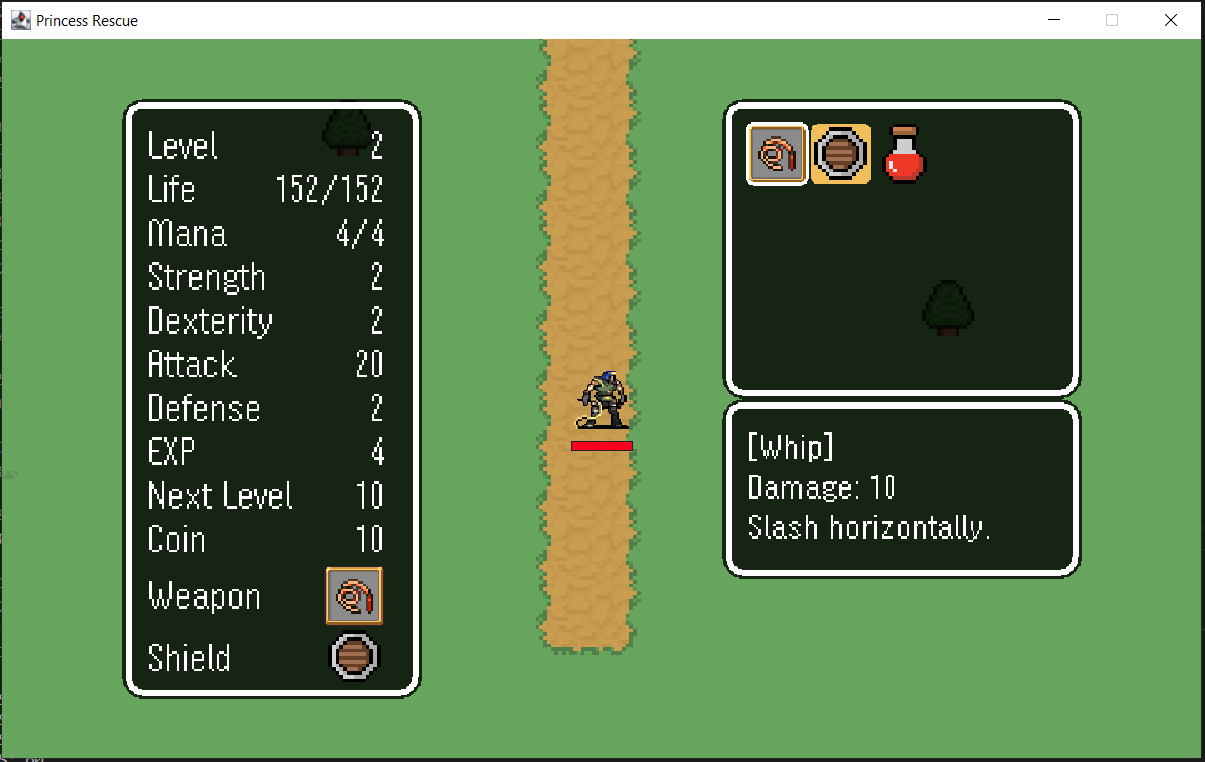 Princess Rescue
Level 2
Life 152/152
Mana 4/4
Strength 2
Dexterity 2
Attack 20
Defense 2
EXP 4
Next Level 10
Coin 10
Weapon
Shield
[Whip]
Damage: 10
Slash horizontally.